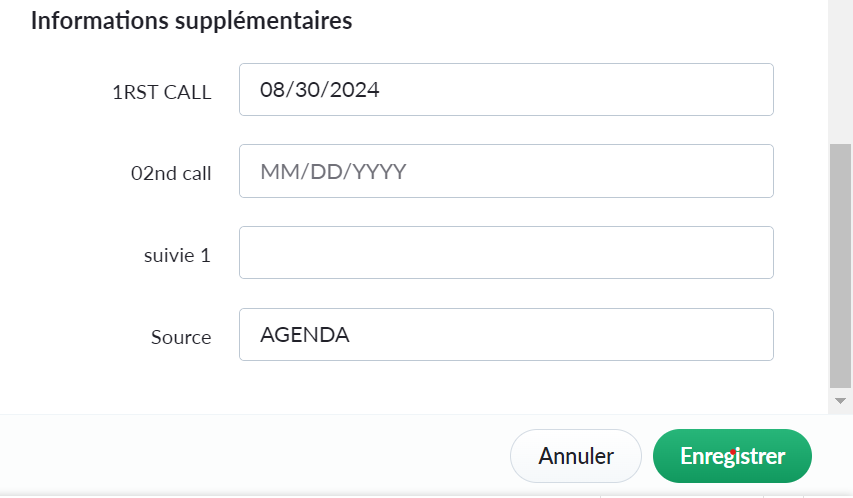 Informations supplémentaires
1RST CALL 08/30/2024
02nd call MM/DD/YYYY
suivie 1
Source AGENDA
Annuler Enregistrer